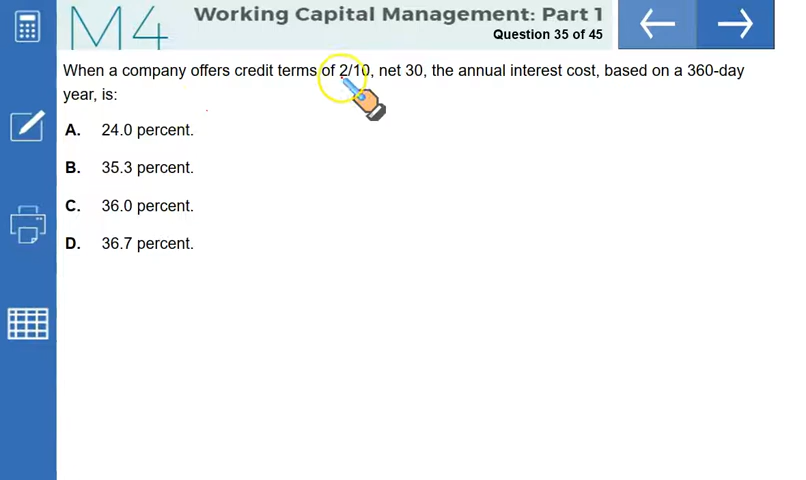 M4
Working Capital Management: Part 1
Question 35 of 45
When a company offers credit terms of 2/10, net 30, the annual interest cost, based on a 360-day
year, is:
A. 24.0 percent.
B. 35.3 percent.
C. 36.0 percent.
D. 36.7 percent.